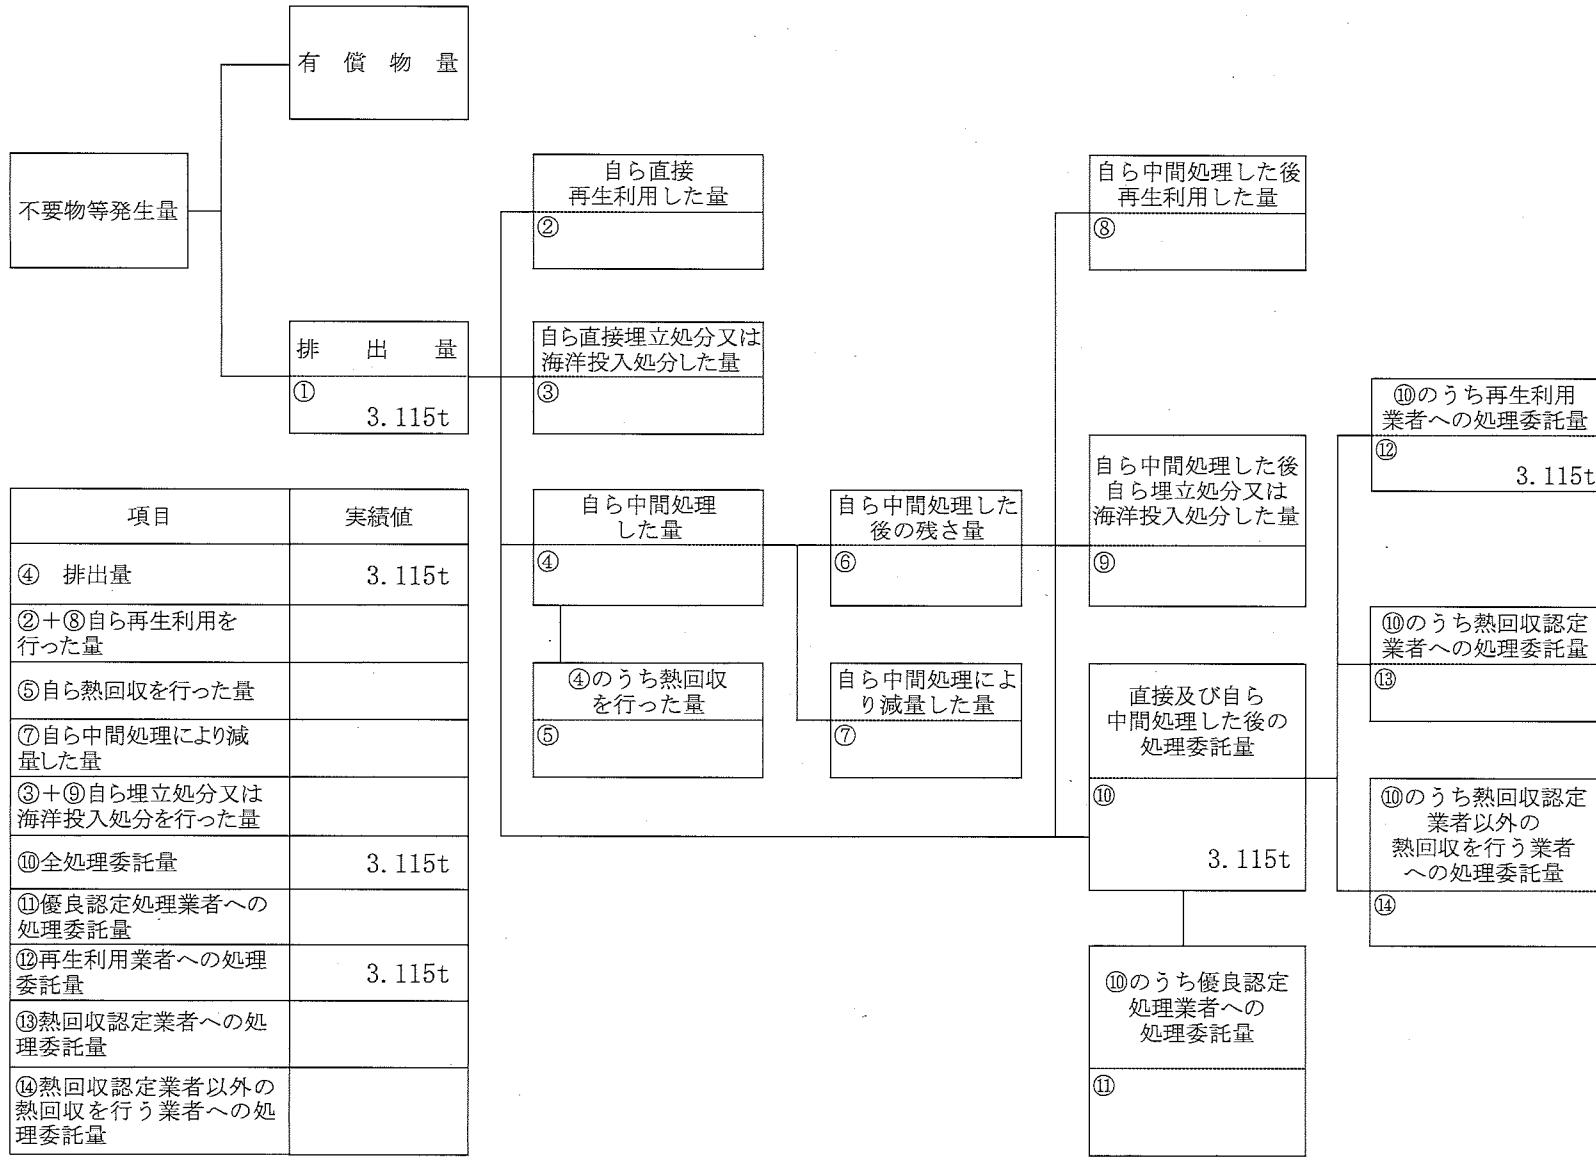 有償物量
不要物等発生量
排出量
①
3.115t
自ら直接
再生利用した量
②
自ら直接埋立処分又は
海洋投入処分した量
③
自ら中間処理
した量
④
④のうち熱回収
を行った量
⑤
自ら中間処理した
後の残さ量
⑥
自ら中間処理によ
り減量した量
⑦
自ら中間処理した後
再生利用した量
⑧
自ら中間処理した後
自ら埋立処分又は
海洋投入処分した量
⑨
直接及び自ら
中間処理した後の
処理委託量
⑩
3.115t
⑩のうち優良認定
処理業者への
処理委託量
⑪
⑩のうち再生利用
業者への処理委託量
⑫
3.115t
⑩のうち熱回収認定
業者への処理委託量
⑬
⑩のうち熱回収認定
業者以外の
熱回収を行う業者
への処理委託量
⑭
項目 実績値
④ 排出量 3.115t
②+⑧自ら再生利用を
行った量
⑤自ら熱回収を行った量
⑦自ら中間処理により減
量した量
③+⑨自ら埋立処分又は
海洋投入処分を行った量
⑩全処理委託量 3.115t
⑪優良認定処理業者への
処理委託量
⑫再生利用業者への処理
委託量 3.115t
⑬熱回収認定業者への処
理委託量
⑭熱回収認定業者以外の
熱回収を行う業者への処
理委託量